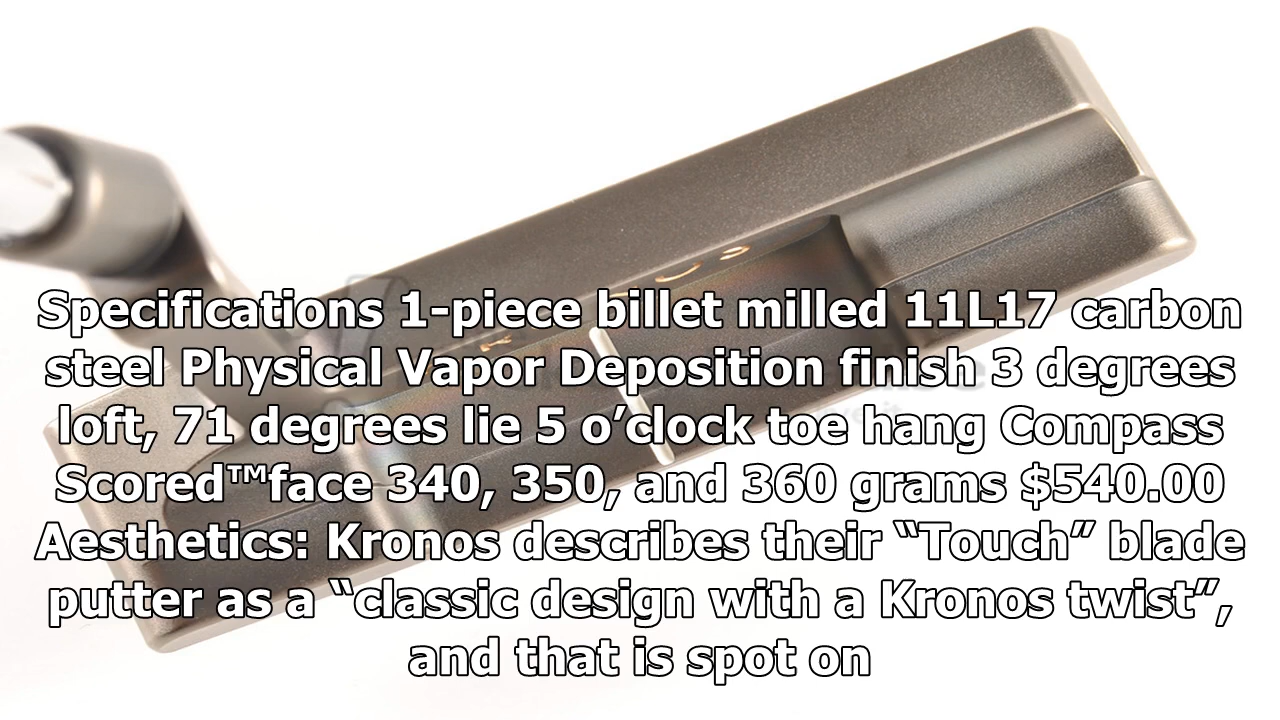 Specifications 1-piece billet milled 11L17 carbon
steel Physical Vapor Deposition finish 3 degrees
loft, 71 degrees lie 5 o’clock toe hang Compass
Scored™face 340, 350, and 360 grams $540.00
Aesthetics: Kronos describes their “Touch” blade
putter as a “classic design with a Kronos twist”,
and that is spot on